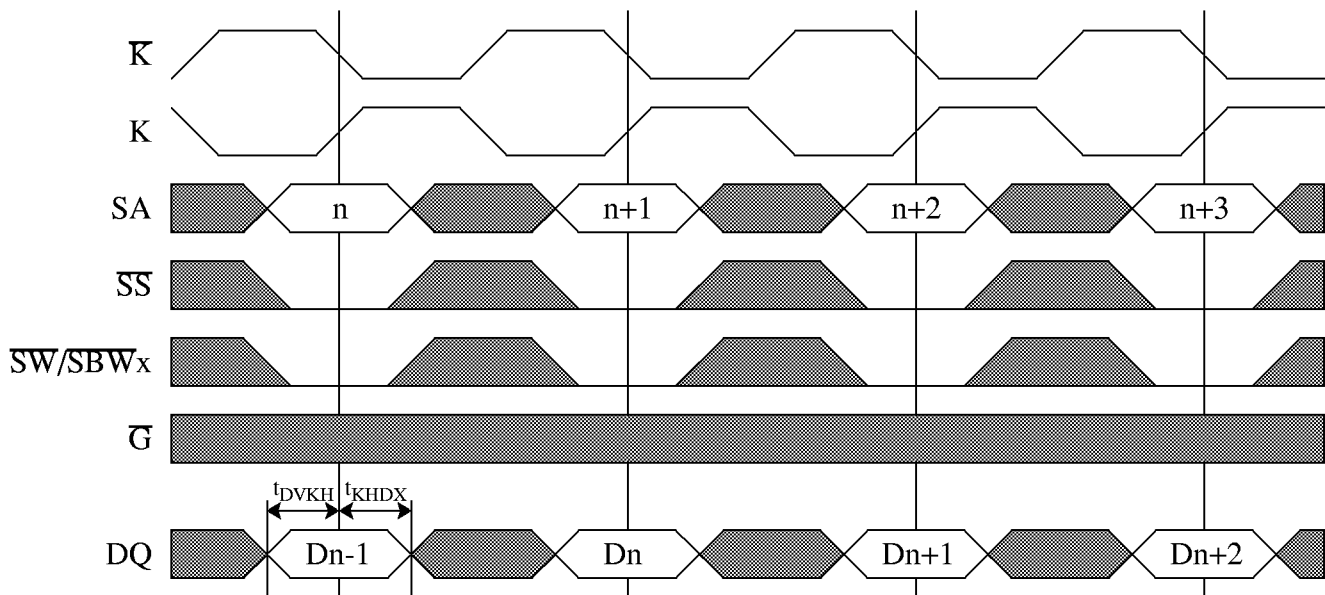 K̅
K
SA n n+1 n+2 n+3
S̅S̅
S̅W̅/S̅B̅W̅x
G̅
tDVKH tKHDX
DQ Dn-1 Dn Dn+1 Dn+2